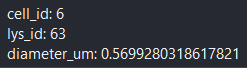 cell_id: 6
lys_id: 63
diameter_um: 0.5699280318617821